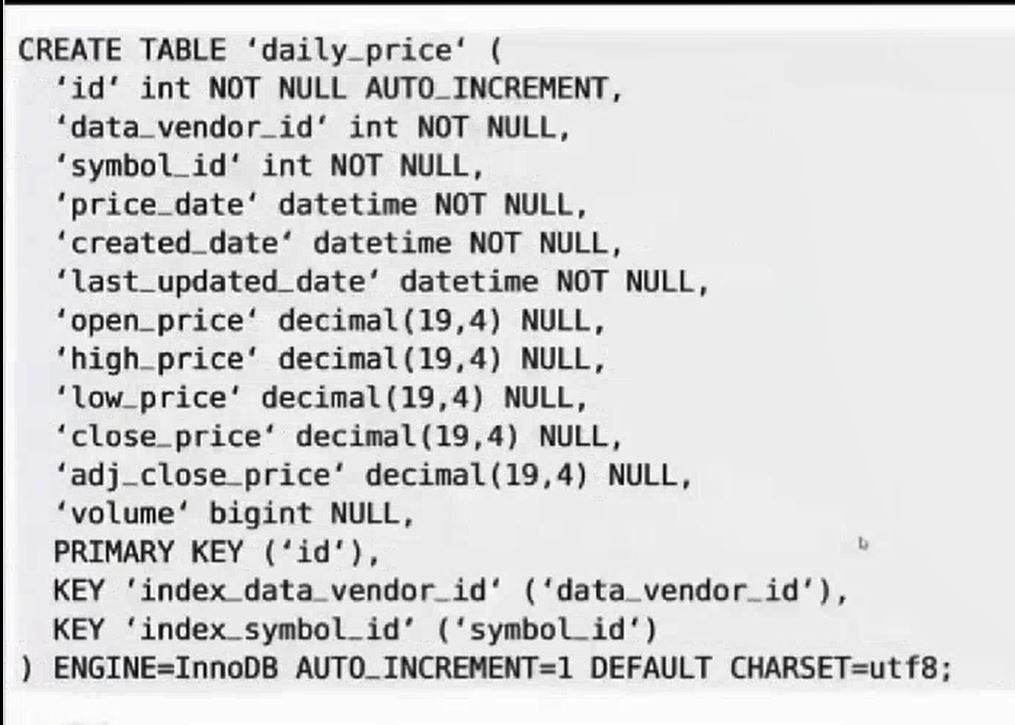 CREATE TABLE ‘daily_price‘ (
‘id‘ int NOT NULL AUTO_INCREMENT,
‘data_vendor_id‘ int NOT NULL,
‘symbol_id‘ int NOT NULL,
‘price_date‘ datetime NOT NULL,
‘created_date‘ datetime NOT NULL,
‘last_updated_date‘ datetime NOT NULL,
‘open_price‘ decimal(19,4) NULL,
‘high_price‘ decimal(19,4) NULL,
‘low_price‘ decimal(19,4) NULL,
‘close_price‘ decimal(19,4) NULL,
‘adj_close_price‘ decimal(19,4) NULL,
‘volume‘ bigint NULL,
PRIMARY KEY (‘id‘),
KEY ‘index_data_vendor_id‘ (‘data_vendor_id‘),
KEY ‘index_symbol_id‘ (‘symbol_id‘)
) ENGINE=InnoDB AUTO_INCREMENT=1 DEFAULT CHARSET=utf8;